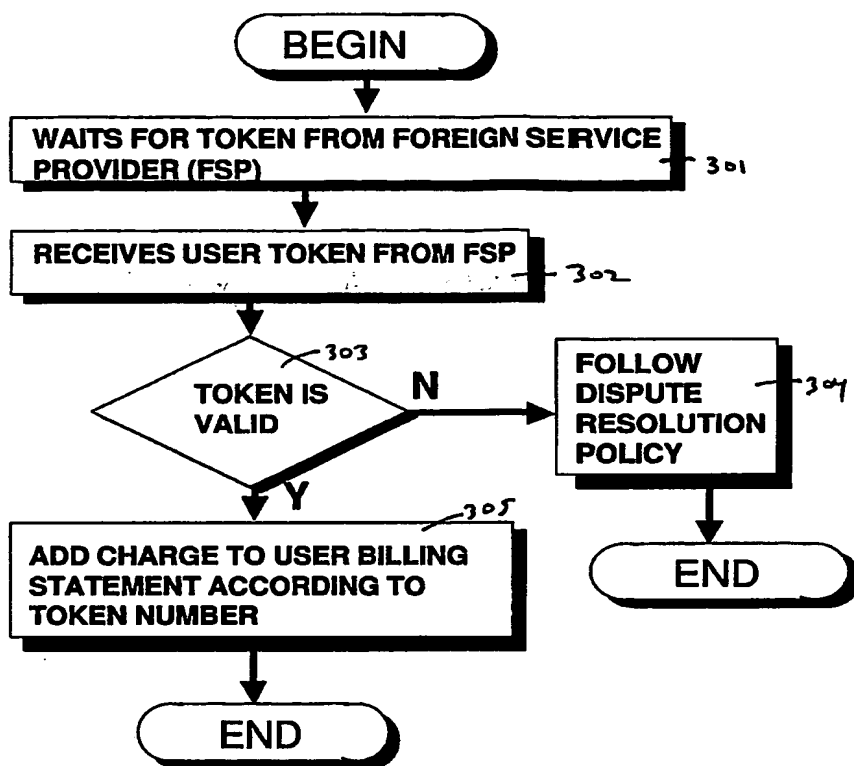 BEGIN
WAITS FOR TOKEN FROM FOREIGN SERVICE
PROVIDER (FSP)
301
RECEIVES USER TOKEN FROM FSP
302
303
TOKEN IS
VALID
N
Y
FOLLOW
DISPUTE
RESOLUTION
POLICY
304
END
305
ADD CHARGE TO USER BILLING
STATEMENT ACCORDING TO
TOKEN NUMBER
END